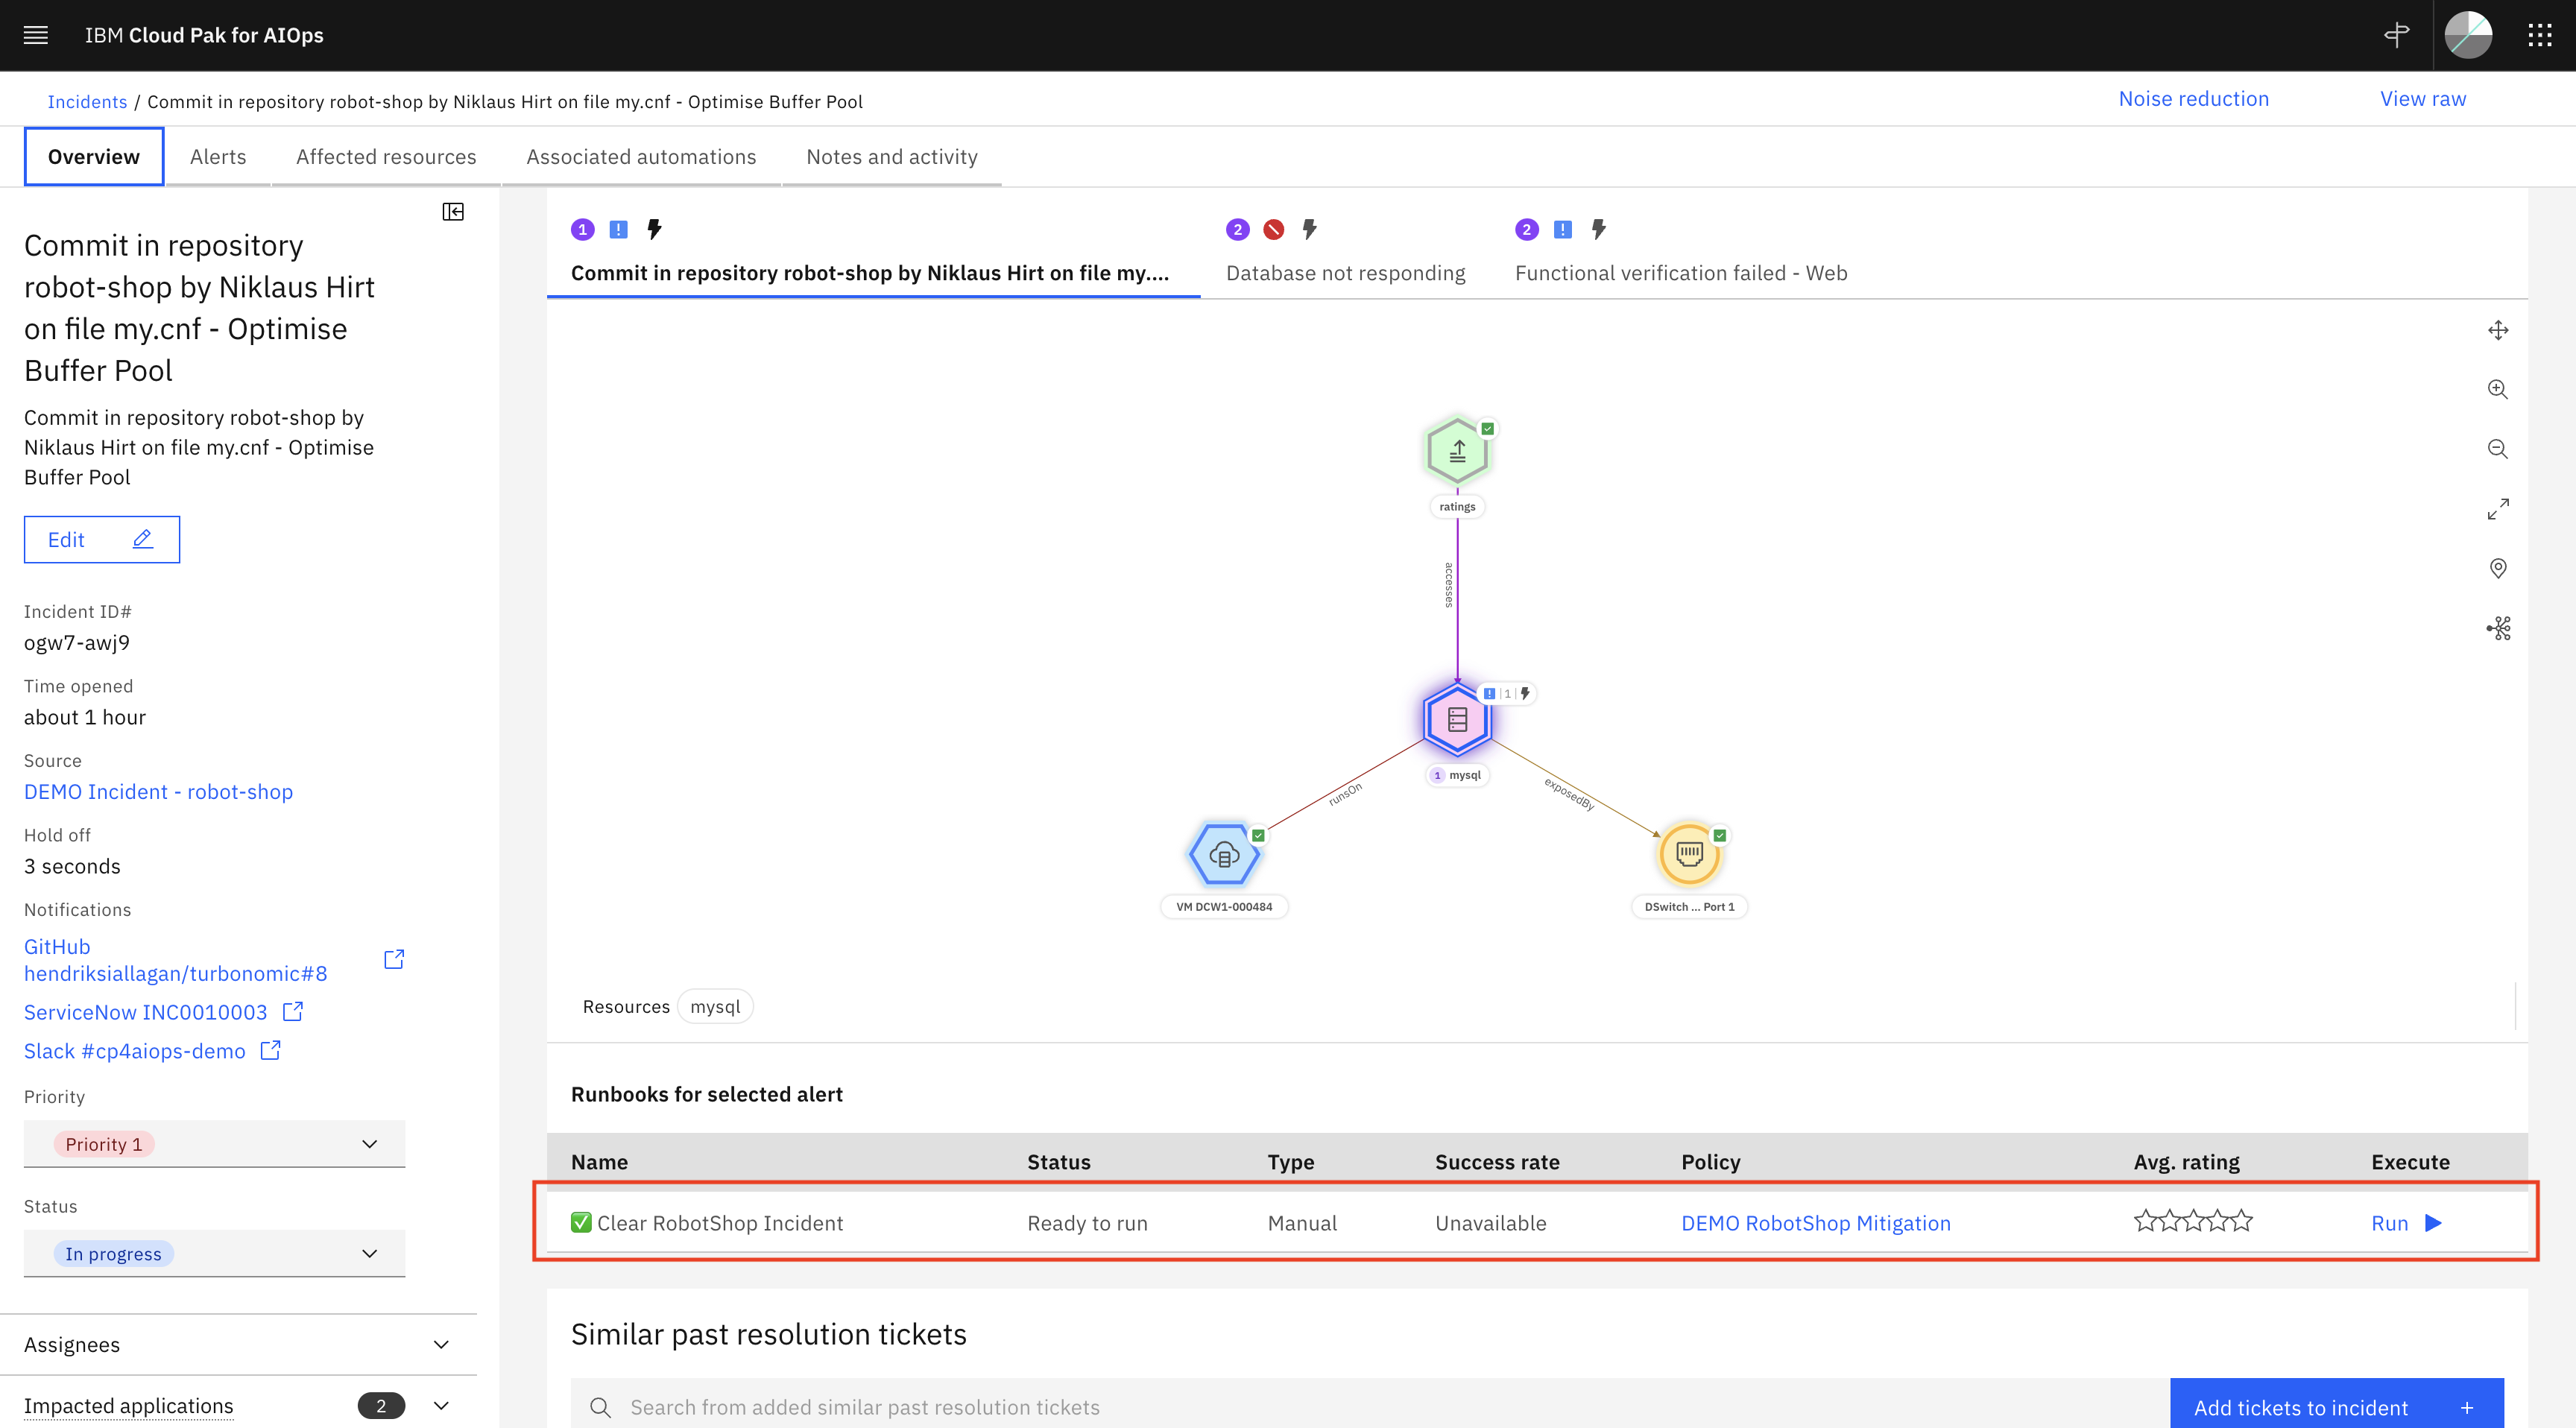 IBM Cloud Pak for AIOps
Incidents / Commit in repository robot-shop by Niklaus Hirt on file my.cnf - Optimise Buffer Pool
Noise reduction
View raw
Overview
Alerts
Affected resources
Associated automations
Notes and activity
Commit in repository
robot-shop by Niklaus Hirt
on file my.cnf - Optimise
Buffer Pool
Commit in repository robot-shop by
Niklaus Hirt on file my.cnf - Optimise
Buffer Pool
Edit
Incident ID#
ogw7-awj9
Time opened
about 1 hour
Source
DEMO Incident - robot-shop
Hold off
3 seconds
Notifications
GitHub
hendriksiallagan/turbonomic#8
ServiceNow INC0010003
Slack #cp4aiops-demo
Priority
Priority 1
Status
In progress
Assignees
Impacted applications
2
1
Commit in repository robot-shop by Niklaus Hirt on file my....
2
Database not responding
2
Functional verification failed - Web
ratings
accesses
1
1 mysql
runsOn
exposedBy
VM DCW1-000484
DSwitch ... Port 1
Resources mysql
Runbooks for selected alert
Name Status Type Success rate Policy Avg. rating Execute
Clear RobotShop Incident Ready to run Manual Unavailable DEMO RobotShop Mitigation Run
Similar past resolution tickets
Search from added similar past resolution tickets
Add tickets to incident +